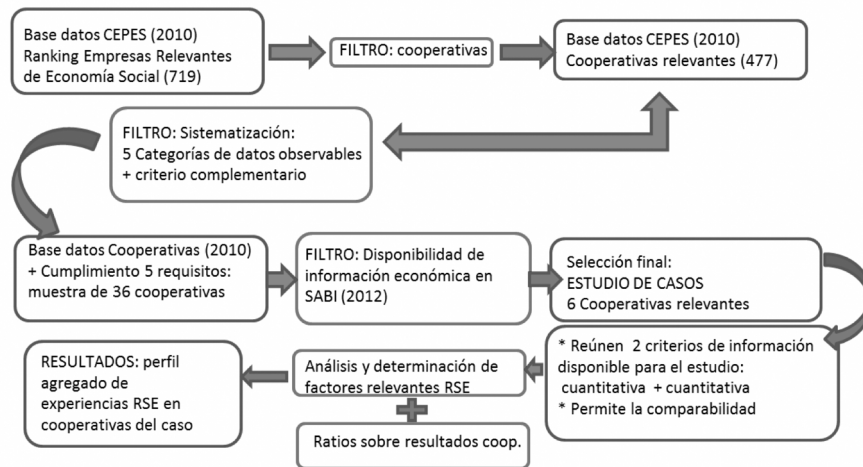 Base datos CEPES (2010)
Ranking Empresas Relevantes
de Economía Social (719)
FILTRO: cooperativas
Base datos CEPES (2010)
Cooperativas relevantes (477)
FILTRO: Sistematización:
5 Categorías de datos observables
+ criterio complementario
Base datos Cooperativas (2010)
+ Cumplimiento 5 requisitos:
muestra de 36 cooperativas
FILTRO: Disponibilidad de
información económica en
SABI (2012)
Selección final:
ESTUDIO DE CASOS
6 Cooperativas relevantes
* Reúnen 2 criterios de información
disponible para el estudio:
cuantitativa + cuantitativa
* Permite la comparabilidad
Análisis y determinación de
factores relevantes RSE
Ratios sobre resultados coop.
RESULTADOS: perfil
agregado de
experiencias RSE en
cooperativas del caso